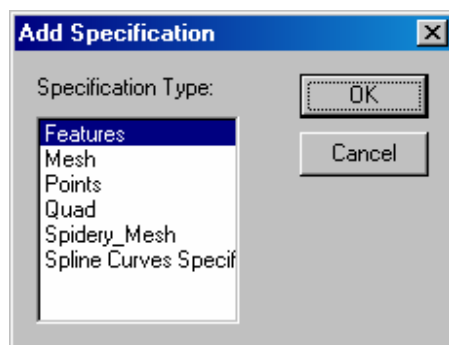 Add Specification
Specification Type:
OK
Features
Mesh
Cancel
Points
Quad
Spidery_Mesh
Spline Curves Specif